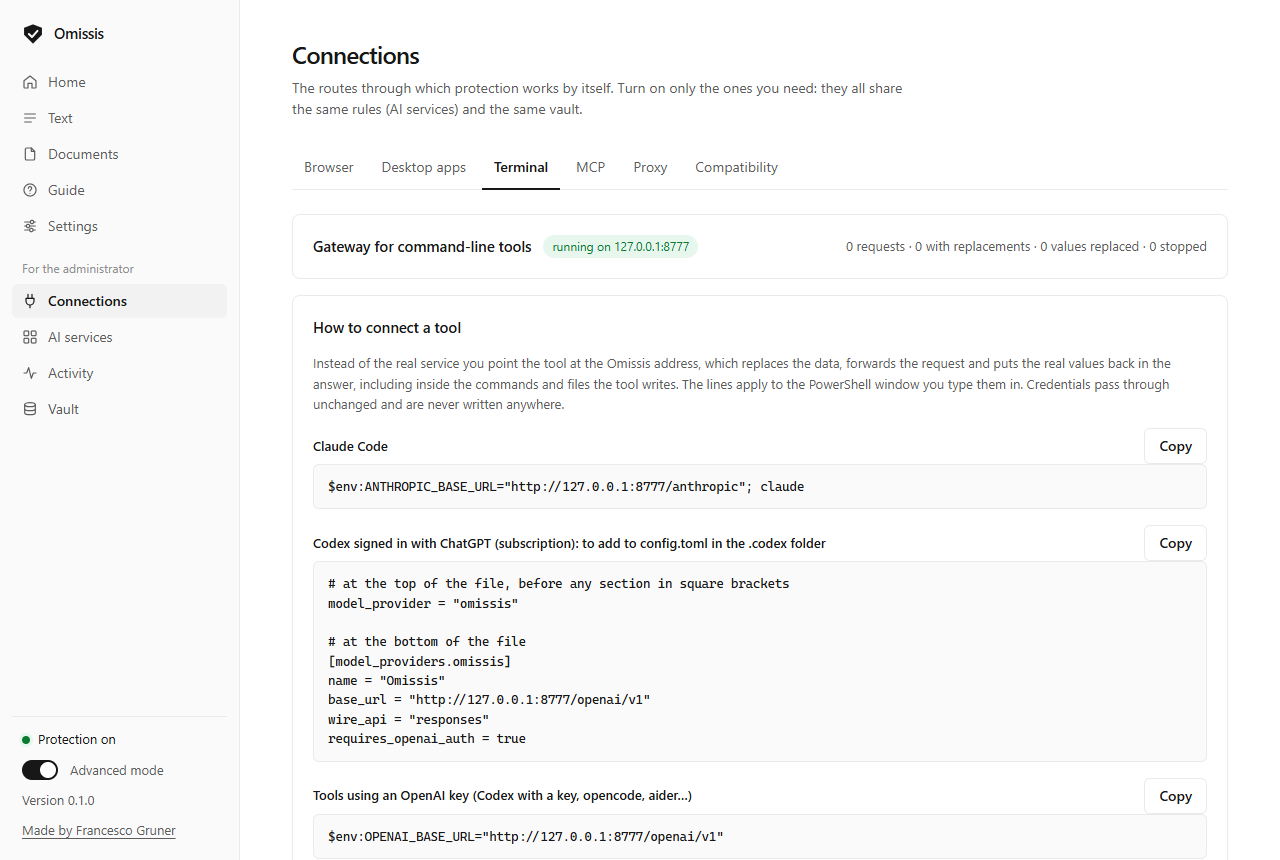 Omissis
Home
Text
Documents
Guide
Settings
For the administrator
Connections
AI services
Activity
Vault
Protection on
Advanced mode
Version 0.1.0
Made by Francesco Gruner
Connections
The routes through which protection works by itself. Turn on only the ones you need: they all share
the same rules (AI services) and the same vault.
Browser Desktop apps Terminal MCP Proxy Compatibility
Gateway for command-line tools running on 127.0.0.1:8777 0 requests · 0 with replacements · 0 values replaced · 0 stopped
How to connect a tool
Instead of the real service you point the tool at the Omissis address, which replaces the data, forwards the request and puts the real values back in the
answer, including inside the commands and files the tool writes. The lines apply to the PowerShell window you type them in. Credentials pass through
unchanged and are never written anywhere.
Claude Code Copy
$env:ANTHROPIC_BASE_URL="http://127.0.0.1:8777/anthropic"; claude
Codex signed in with ChatGPT (subscription): to add to config.toml in the .codex folder Copy
# at the top of the file, before any section in square brackets
model_provider = "omissis"
# at the bottom of the file
[model_providers.omissis]
name = "Omissis"
base_url = "http://127.0.0.1:8777/openai/v1"
wire_api = "responses"
requires_openai_auth = true
Tools using an OpenAI key (Codex with a key, opencode, aider...) Copy
$env:OPENAI_BASE_URL="http://127.0.0.1:8777/openai/v1"